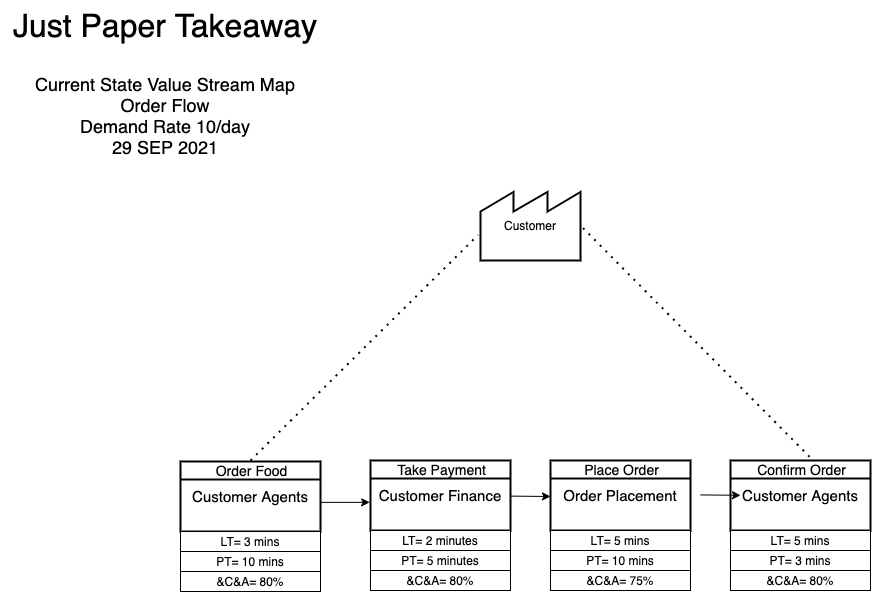 Just Paper Takeaway
Current State Value Stream Map
Order Flow
Demand Rate 10/day
29 SEP 2021
Customer
Order Food
Customer Agents
LT= 3 mins
PT= 10 mins
&C&A= 80%
Take Payment
Customer Finance
LT= 2 minutes
PT= 5 minutes
&C&A= 80%
Place Order
Order Placement
LT= 5 mins
PT= 10 mins
&C&A= 75%
Confirm Order
Customer Agents
LT= 5 mins
PT= 3 mins
&C&A= 80%